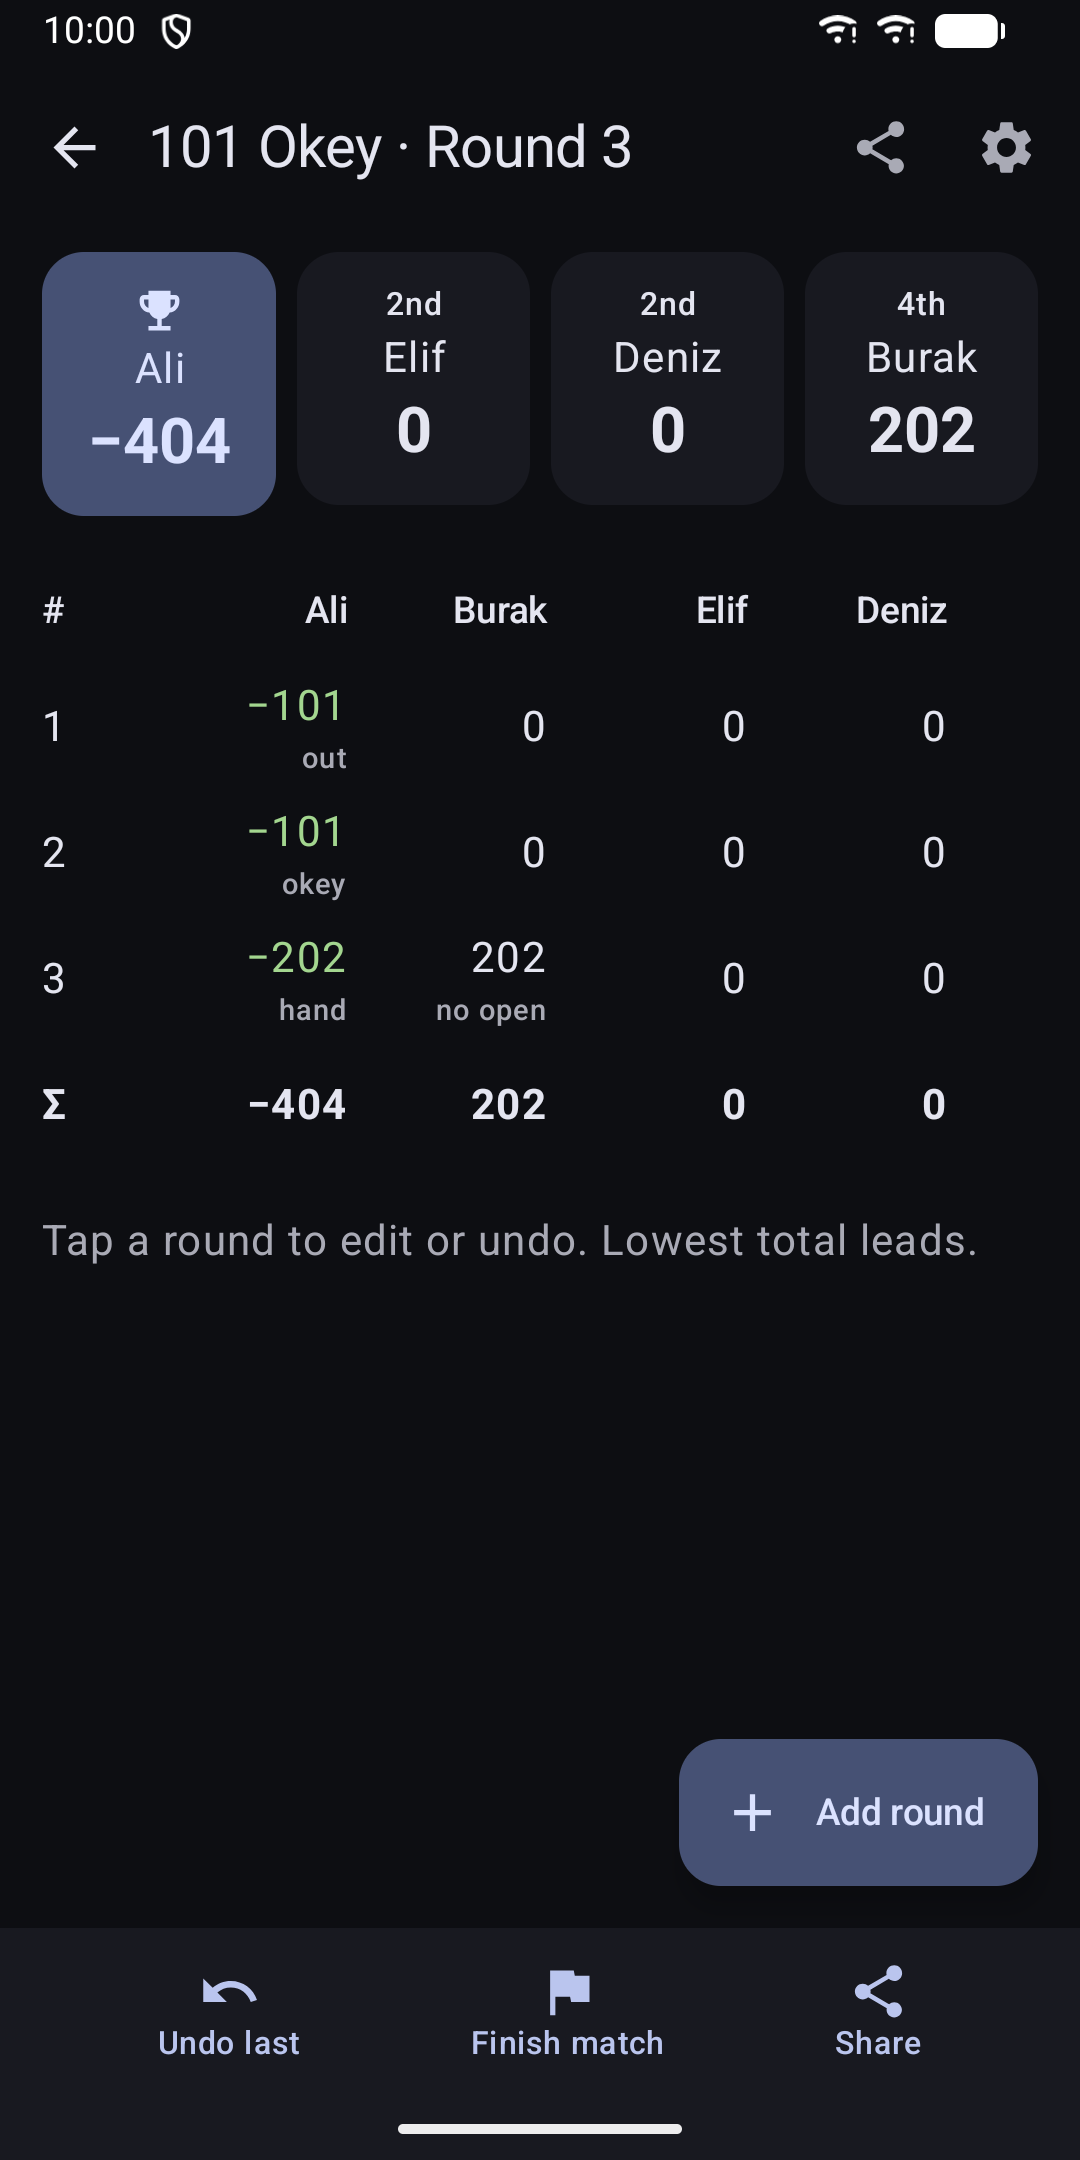 10:00
101 Okey · Round 3
Ali
−404
2nd
Elif
0
2nd
Deniz
0
4th
Burak
202
# Ali Burak Elif Deniz
1 −101 0 0 0
out
2 −101 0 0 0
okey
3 −202 202 0 0
hand no open
Σ −404 202 0 0
Tap a round to edit or undo. Lowest total leads.
Add round
Undo last
Finish match
Share